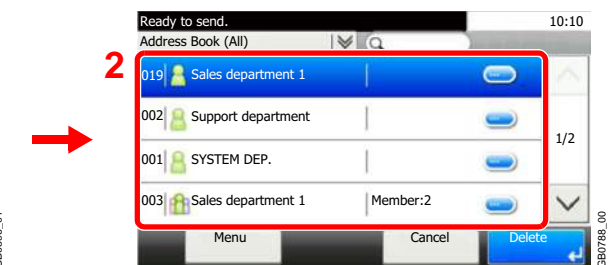 Ready to send. 10:10
Address Book (All)
2
019 Sales department 1
002 Support department
1/2
001 SYSTEM DEP.
003 Sales department 1 Member:2
Menu Cancel Delete
GB0788_00